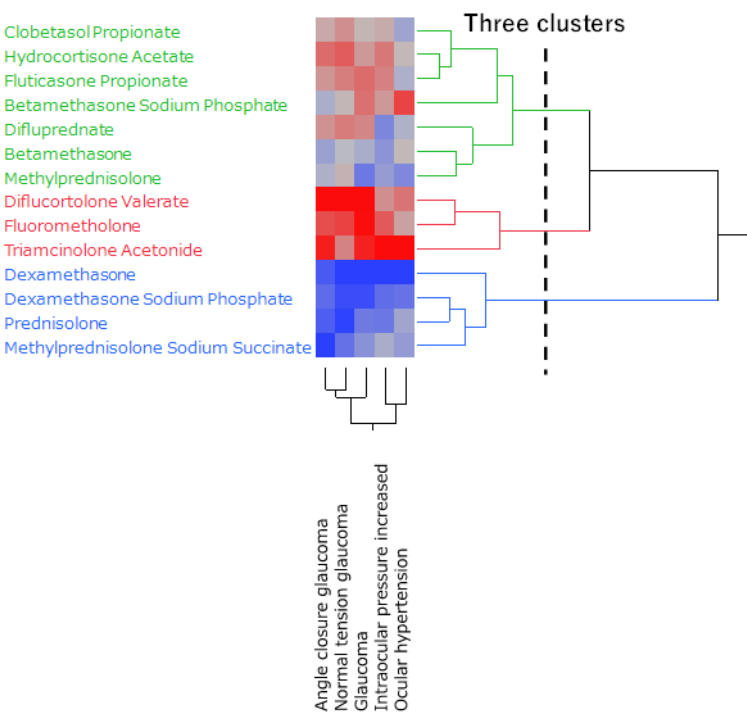 Three clusters
Clobetasol Propionate
Hydrocortisone Acetate
Fluticasone Propionate
Betamethasone Sodium Phosphate
Difluprednate
Betamethasone
Methylprednisolone
Diflucortolone Valerate
Fluorometholone
Triamcinolone Acetonide
Dexamethasone
Dexamethasone Sodium Phosphate
Prednisolone
Methylprednisolone Sodium Succinate
Angle closure glaucoma
Normal tension glaucoma
Glaucoma
Intraocular pressure increased
Ocular hypertension